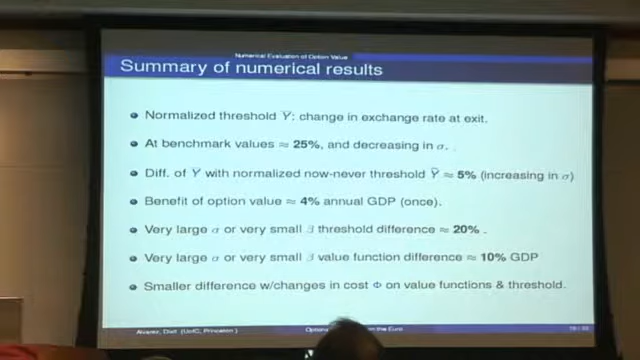 Numerical Evaluation of Option Value
Summary of numerical results
Normalized threshold Ȳ: change in exchange rate at exit.
At benchmark values ≈ 25%, and decreasing in σ.
Diff. of Ȳ with normalized now-never threshold Ỹ ≈ 5% (increasing in σ)
Benefit of option value ≈ 4% annual GDP (once).
Very large σ or very small β threshold difference ≈ 20% .
Very large σ or very small β value function difference ≈ 10% GDP
Smaller difference w/changes in cost Φ on value functions & threshold.
Alvarez, Dixit (UofC, Princeton )
Options
from the Euro